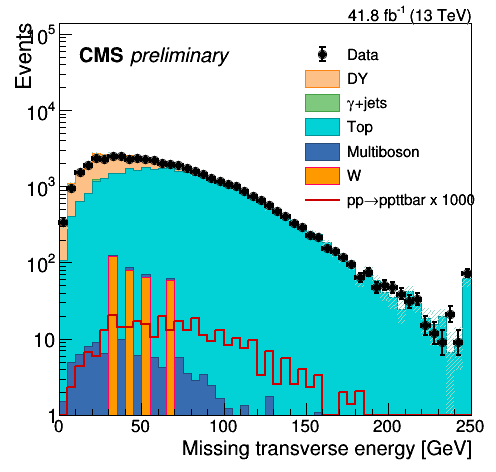 41.8 fb⁻¹ (13 TeV)
Events
CMS preliminary
Data
DY
γ+jets
Top
Multiboson
W
pp→ppttbar x 1000
10⁵
10⁴
10³
10²
10
1
0 50 100 150 200 250
Missing transverse energy [GeV]